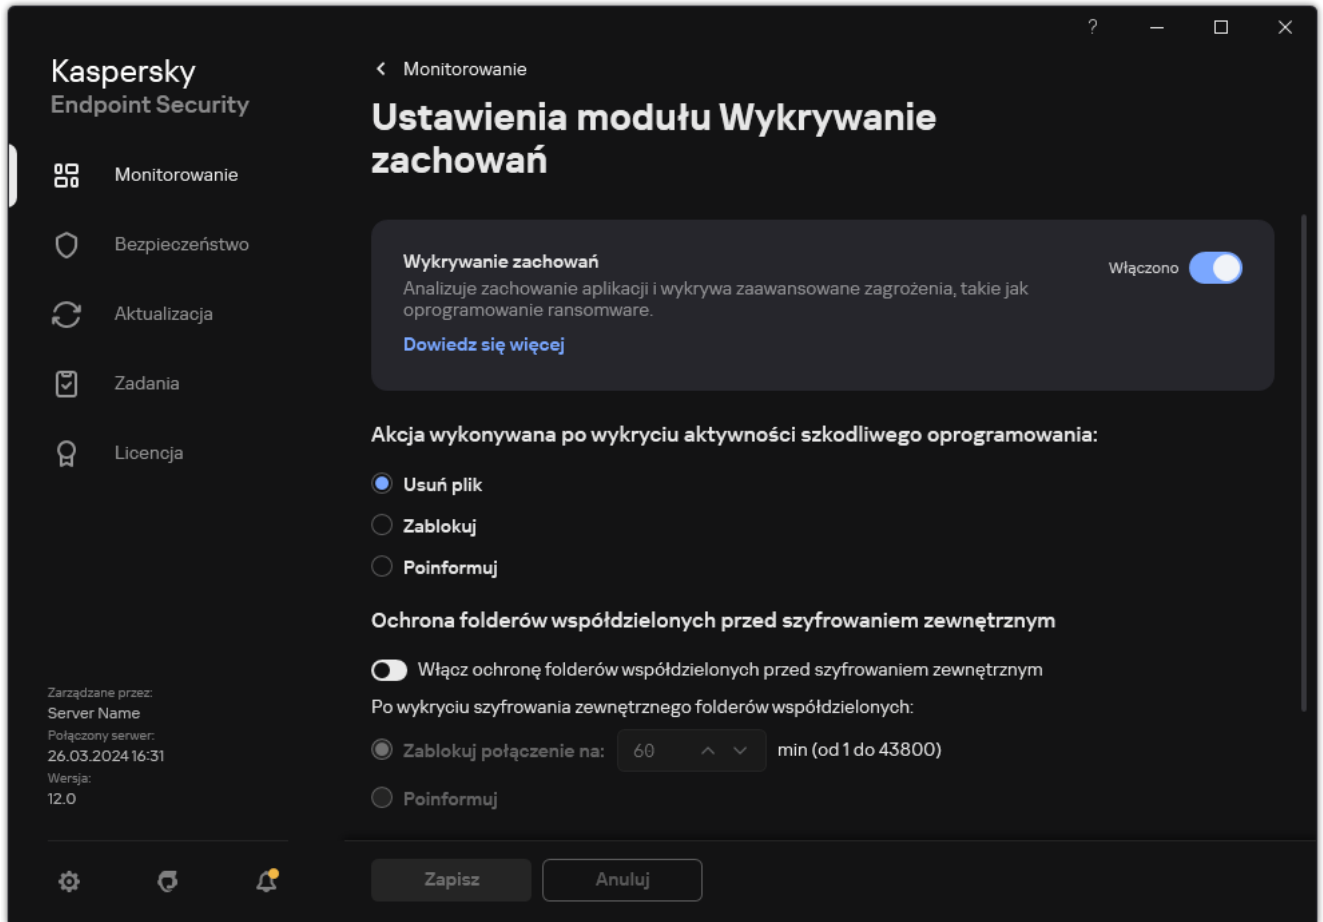 ?
Kaspersky
Endpoint Security
Monitorowanie
Bezpieczeństwo
Aktualizacja
Zadania
Licencja
Zarządzane przez:
Server Name
Połączony serwer:
26.03.2024 16:31
Wersja:
12.0
Monitorowanie
Ustawienia modułu Wykrywanie
zachowań
Wykrywanie zachowań
Włączono
Analizuje zachowanie aplikacji i wykrywa zaawansowane zagrożenia, takie jak
oprogramowanie ransomware.
Dowiedz się więcej
Akcja wykonywana po wykryciu aktywności szkodliwego oprogramowania:
Usuń plik
Zablokuj
Poinformuj
Ochrona folderów współdzielonych przed szyfrowaniem zewnętrznym
Włącz ochronę folderów współdzielonych przed szyfrowaniem zewnętrznym
Po wykryciu szyfrowania zewnętrznego folderów współdzielonych:
Zablokuj połączenie na: 60 min (od 1 do 43800)
Poinformuj
Zapisz
Anuluj